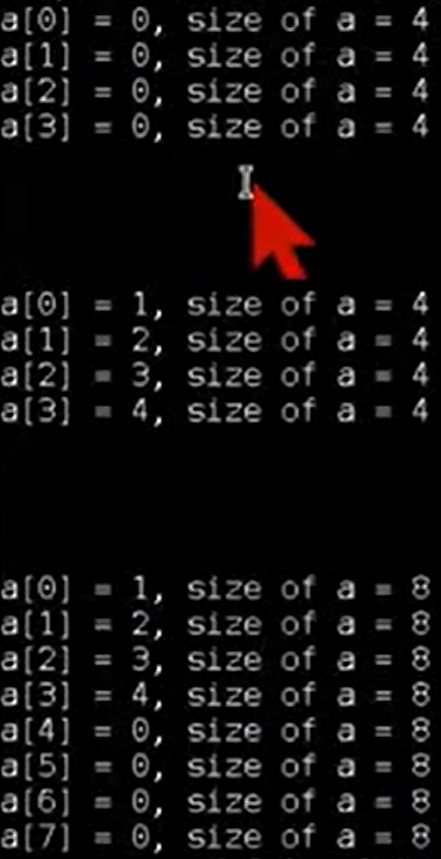 a[0] = 0, size of a = 4
a[1] = 0, size of a = 4
a[2] = 0, size of a = 4
a[3] = 0, size of a = 4
a[0] = 1, size of a = 4
a[1] = 2, size of a = 4
a[2] = 3, size of a = 4
a[3] = 4, size of a = 4
a[0] = 1, size of a = 8
a[1] = 2, size of a = 8
a[2] = 3, size of a = 8
a[3] = 4, size of a = 8
a[4] = 0, size of a = 8
a[5] = 0, size of a = 8
a[6] = 0, size of a = 8
a[7] = 0, size of a = 8